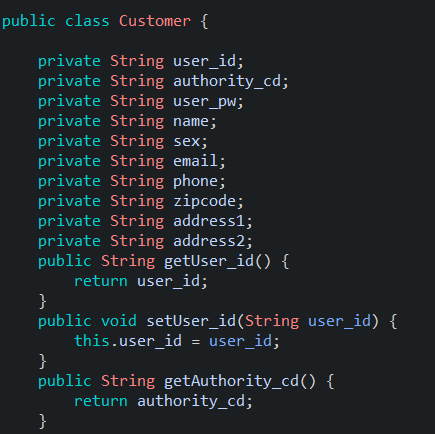 public class Customer {
private String user_id;
private String authority_cd;
private String user_pw;
private String name;
private String sex;
private String email;
private String phone;
private String zipcode;
private String address1;
private String address2;
public String getUser_id() {
return user_id;
}
public void setUser_id(String user_id) {
this.user_id = user_id;
}
public String getAuthority_cd() {
return authority_cd;
}